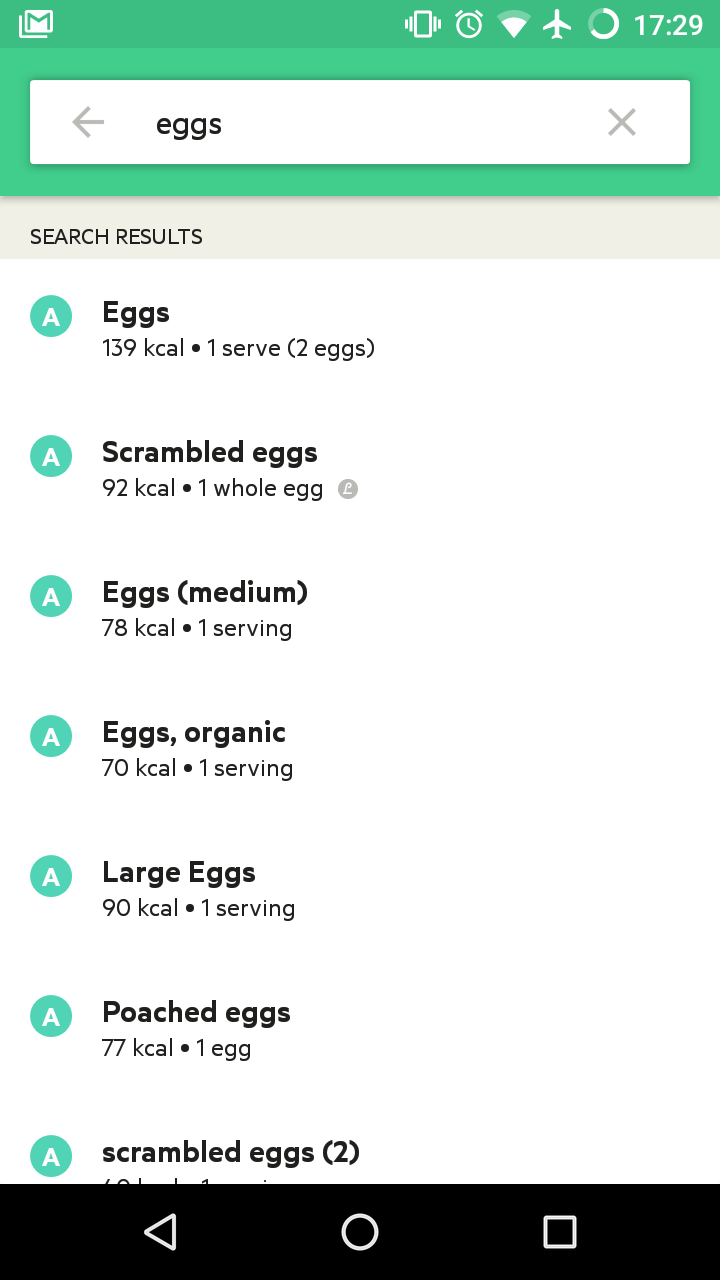 17:29
eggs
SEARCH RESULTS
A
Eggs
139 kcal • 1 serve (2 eggs)
A
Scrambled eggs
92 kcal • 1 whole egg
A
Eggs (medium)
78 kcal • 1 serving
A
Eggs, organic
70 kcal • 1 serving
A
Large Eggs
90 kcal • 1 serving
A
Poached eggs
77 kcal • 1 egg
A
scrambled eggs (2)